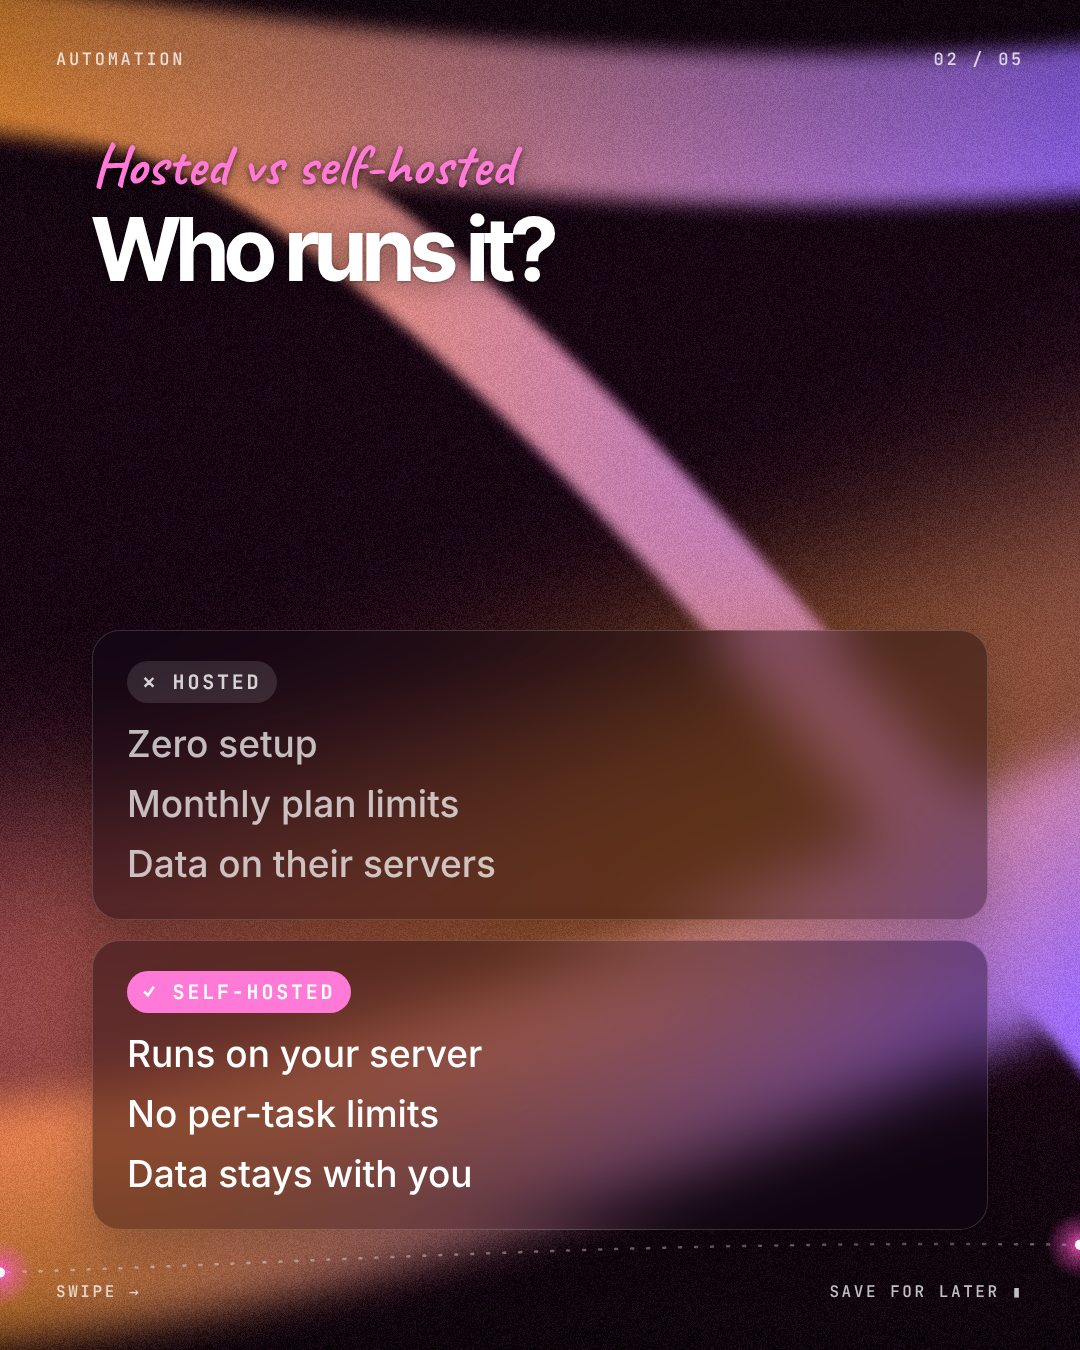 AUTOMATION
02 / 05
Hosted vs self-hosted
Who runs it?
× HOSTED
Zero setup
Monthly plan limits
Data on their servers
✓ SELF-HOSTED
Runs on your server
No per-task limits
Data stays with you
SWIPE →
SAVE FOR LATER ▮